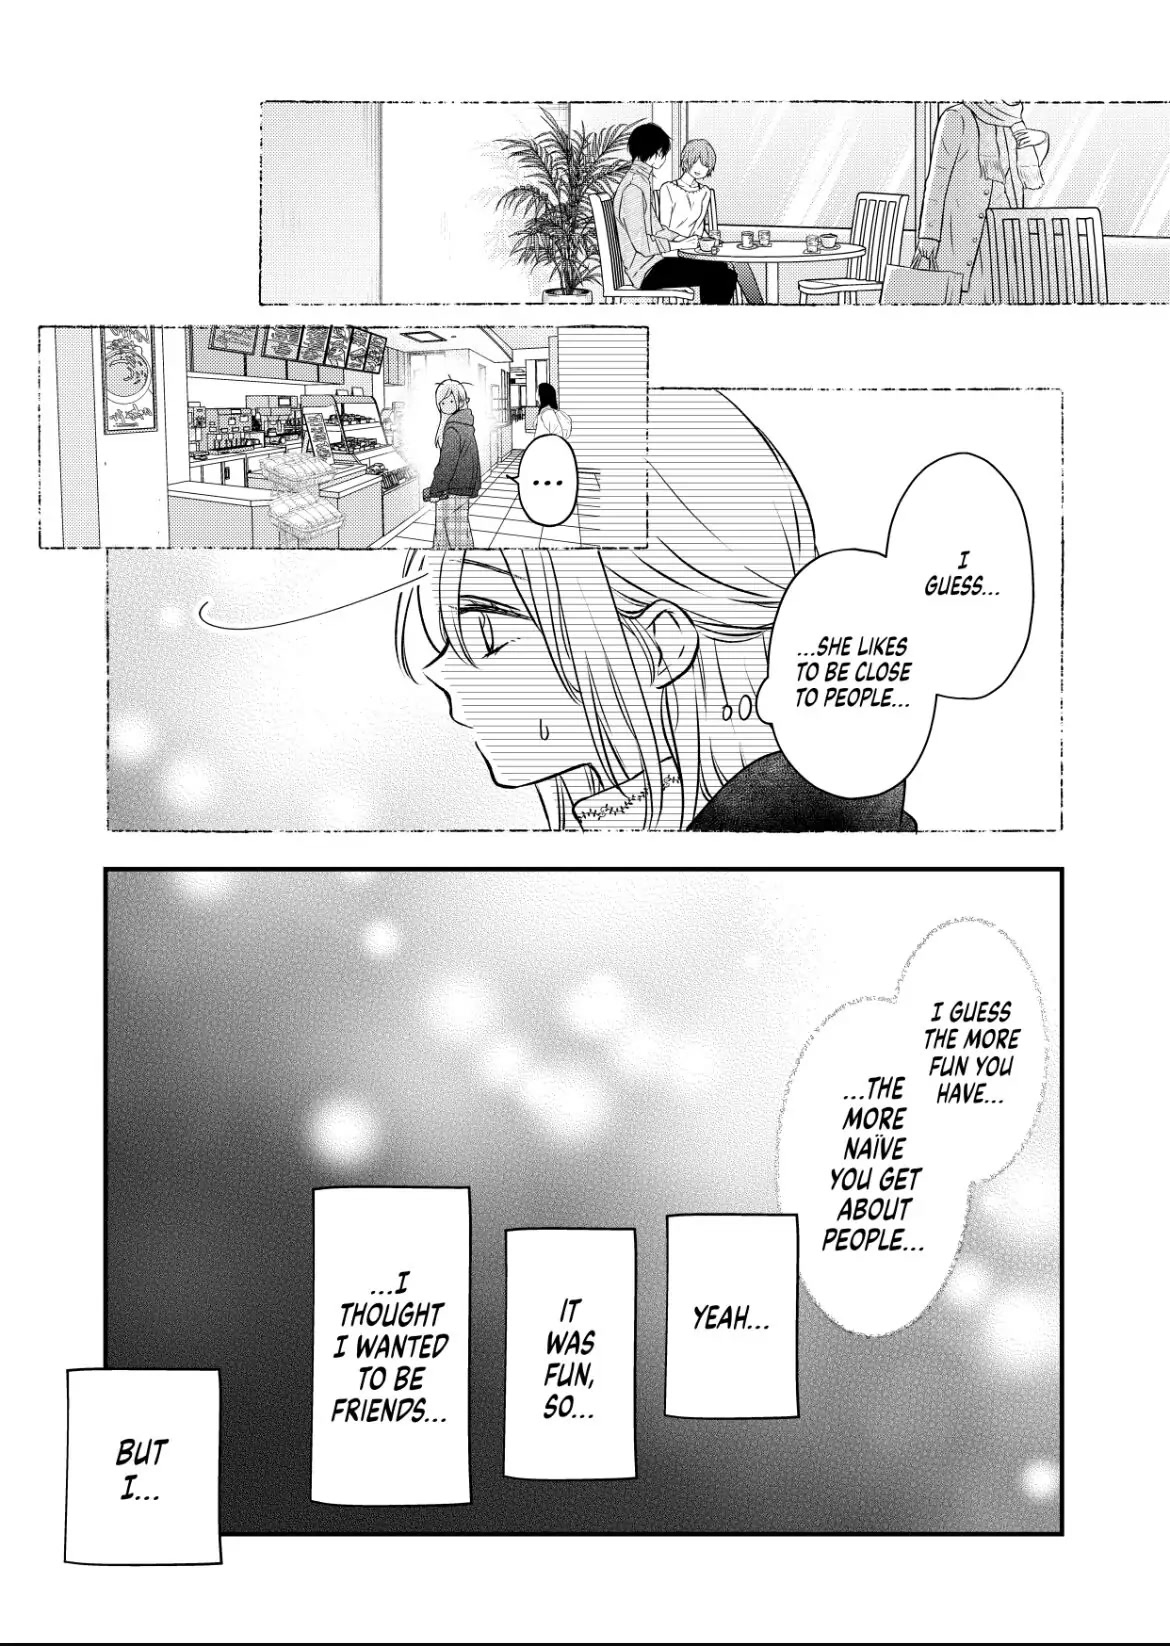 ...
I
GUESS...
...SHE LIKES
TO BE CLOSE
TO PEOPLE...
I GUESS
THE MORE
FUN YOU
HAVE...
...THE
MORE
NAÏVE
YOU GET
ABOUT
PEOPLE...
YEAH...
IT
WAS
FUN,
SO...
...I
THOUGHT
I WANTED
TO BE
FRIENDS...
BUT
I...